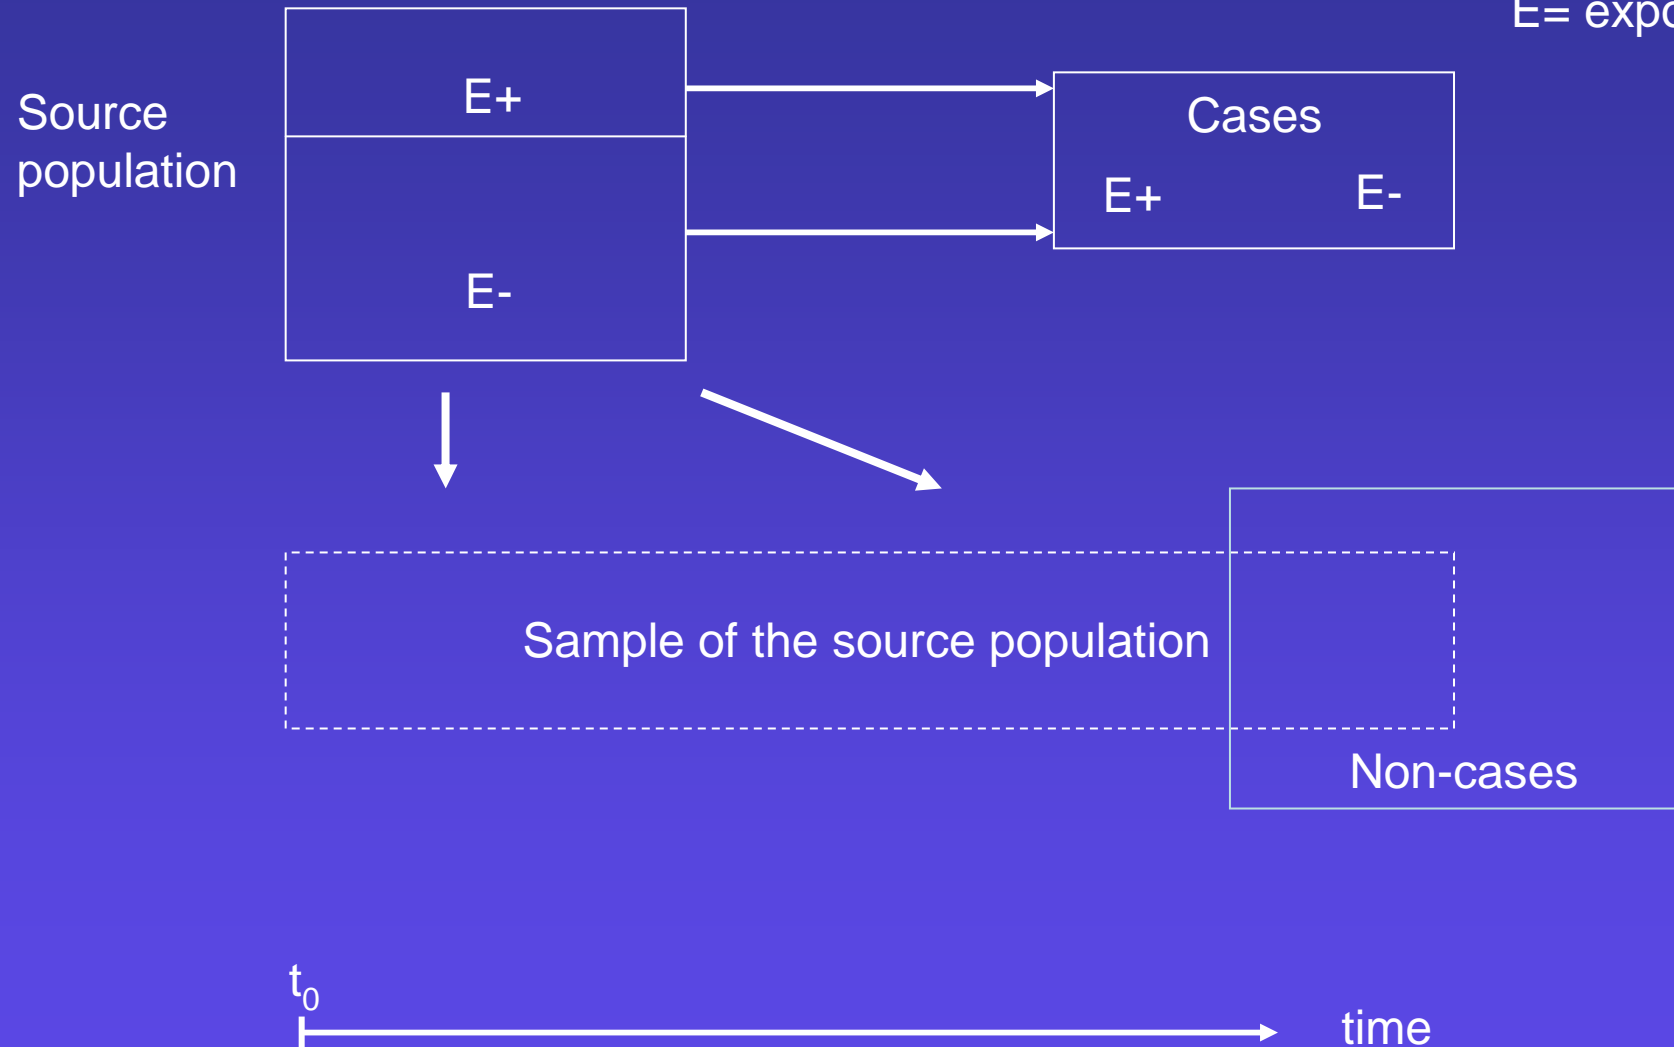 E=
Source
population
E+
E-
Cases
E+ E-
Sample of the source population
Non-cases
t₀
time